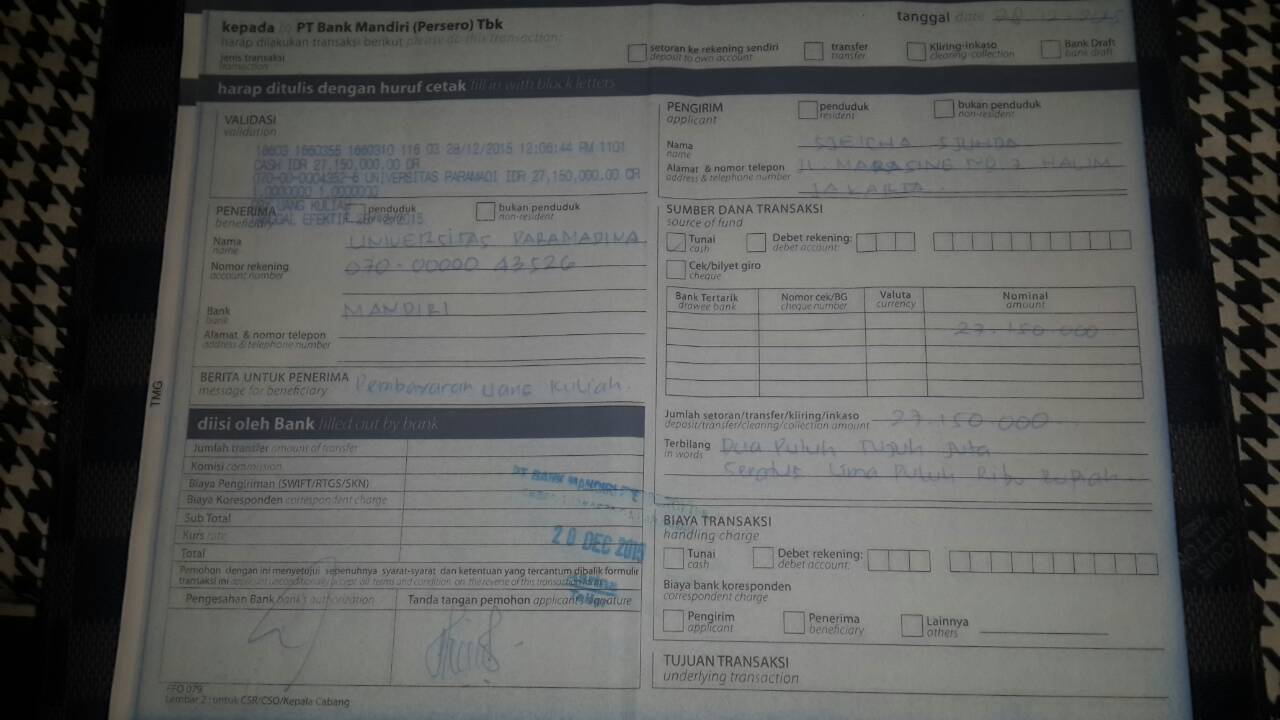 kepada to PT Bank Mandiri (Persero) Tbk
tanggal date 28.12.2015
harap dilakukan transaksi berikut please do this transaction:
jenis transaksi
transaction
setoran ke rekening sendiri
deposit to own account
transfer
transfer
Kliring-inkaso
clearing-collection
Bank Draft
bank draft
harap ditulis dengan huruf cetak fill in with block letters
VALIDASI
validation
18603 1660355 1660310 116 03 28/12/2015 12:06:44 PM 1101
CASH IDR 27,150,000.00 CR
070-00-0004352-6 UNIVERSITAS PARAMADI IDR 27,150,000.00 CR
1.0000000 1.0000000
UANG KULIAH
TANGGAL EFEKTIF 28/12/2015
PENERIMA
beneficiary
penduduk
resident
bukan penduduk
non-resident
Nama
name
UNIVERSITAS PARAMADINA
Nomor rekening
account number
070-00000 43526
Bank
bank
MANDIRI
Alamat & nomor telepon
address & telephone number
BERITA UNTUK PENERIMA
message for beneficiary
Pembayaran uang kuliah.
diisi oleh Bank filled out by bank
Jumlah transfer amount of transfer
Komisi commission
Biaya Pengiriman (SWIFT/RTGS/SKN)
Biaya Koresponden correspondent charge
Sub Total
Kurs rate
Total
PT BANK MANDIRI
28 DEC 2015
Pemohon dengan ini menyetujui sepenuhnya syarat-syarat dan ketentuan yang tercantum dibalik formulir
transaksi ini applicant unconditionally accept all terms and condition on the reverse of this transaction form
Pengesahan Bank bank's authorization
Tanda tangan pemohon applicant signature
FFO 079
Lembar 2 : untuk CSR/CSO/Kepala Cabang
TMG
PENGIRIM
applicant
penduduk
resident
bukan penduduk
non-resident
Nama
name
SJUHDA
Alamat & nomor telepon
address & telephone number
JL. NO 7 HALIM
JAKARTA
SUMBER DANA TRANSAKSI
source of fund
Tunai
cash
Debet rekening:
debet account:
Cek/bilyet giro
cheque
Bank Tertarik
drawee bank
Nomor cek/BG
cheque number
Valuta
currency
Nominal
amount
27.150.000
Jumlah setoran/transfer/kliring/inkaso
deposit/transfer/clearing/collection amount
27.150.000
Terbilang
in words
Dua Puluh Tujuh Juta
Seratus Lima Puluh Ribu Rupiah
BIAYA TRANSAKSI
handling charge
Tunai
cash
Debet rekening:
debet account:
Biaya bank koresponden
correspondent charge
Pengirim
applicant
Penerima
beneficiary
Lainnya
others
TUJUAN TRANSAKSI
underlying transaction